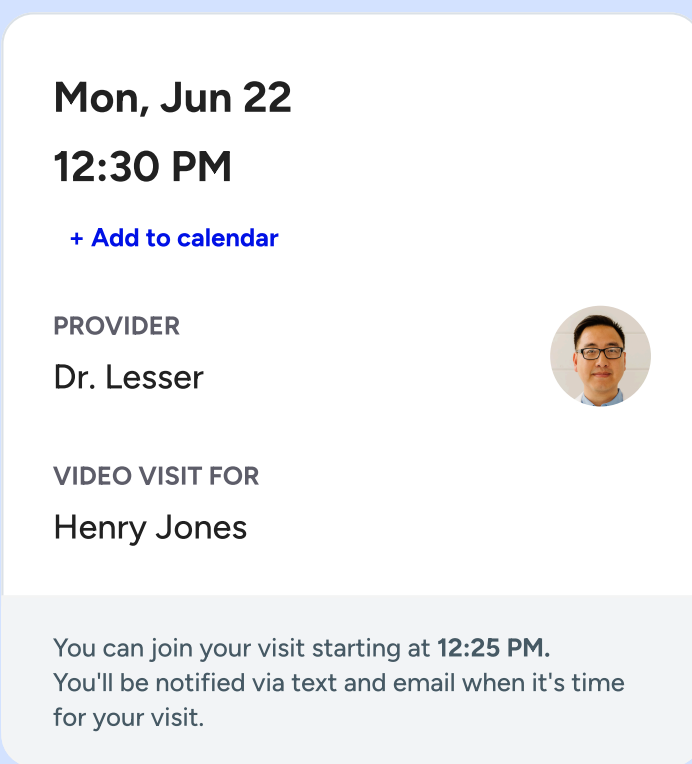 Mon, Jun 22
12:30 PM
+ Add to calendar
PROVIDER
Dr. Lesser
VIDEO VISIT FOR
Henry Jones
You can join your visit starting at 12:25 PM.
You'll be notified via text and email when it's time
for your visit.